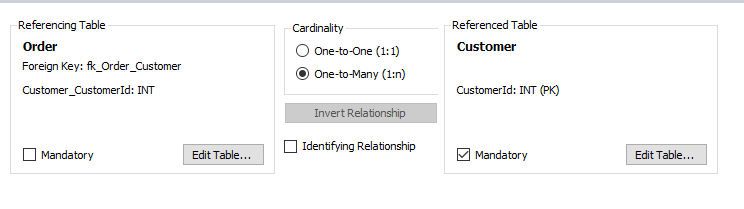 Referencing Table
Order
Foreign Key: fk_Order_Customer
Customer_CustomerId: INT
Mandatory
Edit Table...
Cardinality
One-to-One (1:1)
One-to-Many (1:n)
Invert Relationship
Identifying Relationship
Referenced Table
Customer
CustomerId: INT (PK)
Mandatory
Edit Table...